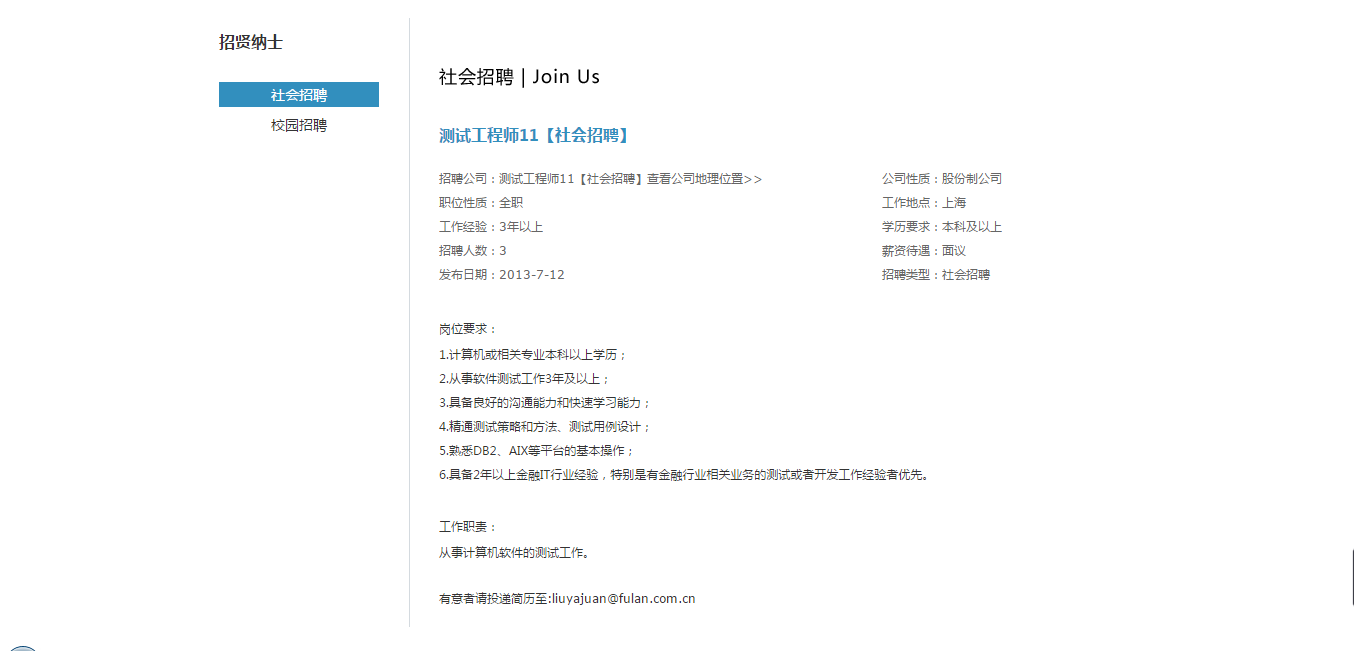 招贤纳士
社会招聘
校园招聘
社会招聘 | Join Us
测试工程师11【社会招聘】
招聘公司：测试工程师11【社会招聘】查看公司地理位置>> 公司性质：股份制公司
职位性质：全职 工作地点：上海
工作经验：3年以上 学历要求：本科及以上
招聘人数：3 薪资待遇：面议
发布日期：2013-7-12 招聘类型：社会招聘
岗位要求：
1.计算机或相关专业本科以上学历；
2.从事软件测试工作3年及以上；
3.具备良好的沟通能力和快速学习能力；
4.精通测试策略和方法、测试用例设计；
5.熟悉DB2、AIX等平台的基本操作；
6.具备2年以上金融IT行业经验，特别是有金融行业相关业务的测试或者开发工作经验者优先。
工作职责：
从事计算机软件的测试工作。
有意者请投递简历至:liuyajuan@fulan.com.cn